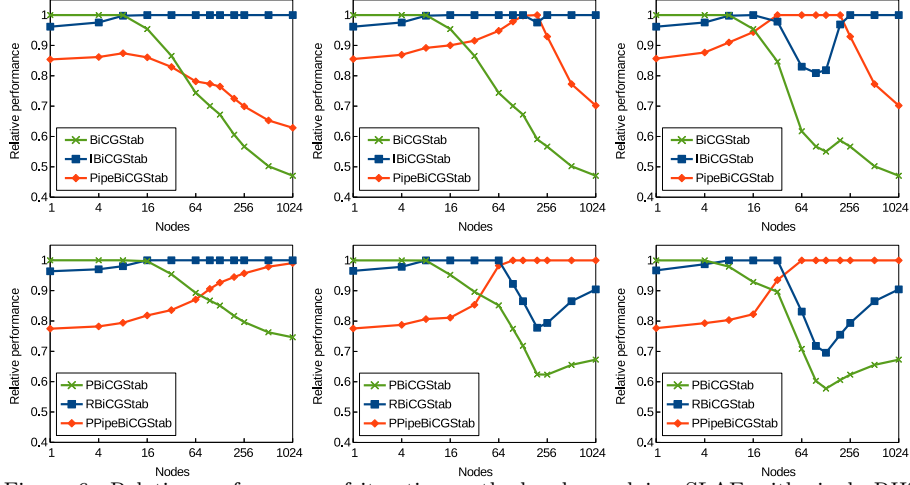 Relative performance
1
0.9
0.8
0.7
0.6
0.5
0.4
BiCGStab
IBiCGStab
PipeBiCGStab
1 4 16 64 256 1024
Nodes
Relative performance
1
0.9
0.8
0.7
0.6
0.5
0.4
BiCGStab
IBiCGStab
PipeBiCGStab
1 4 16 64 256 1024
Nodes
Relative performance
1
0.9
0.8
0.7
0.6
0.5
0.4
BiCGStab
IBiCGStab
PipeBiCGStab
1 4 16 64 256 1024
Nodes
Relative performance
1
0.9
0.8
0.7
0.6
0.5
0.4
PBiCGStab
RBiCGStab
PPipeBiCGStab
1 4 16 64 256 1024
Nodes
Relative performance
1
0.9
0.8
0.7
0.6
0.5
0.4
PBiCGStab
RBiCGStab
PPipeBiCGStab
1 4 16 64 256 1024
Nodes
Relative performance
1
0.9
0.8
0.7
0.6
0.5
0.4
PBiCGStab
RBiCGStab
PPipeBiCGStab
1 4 16 64 256 1024
Nodes